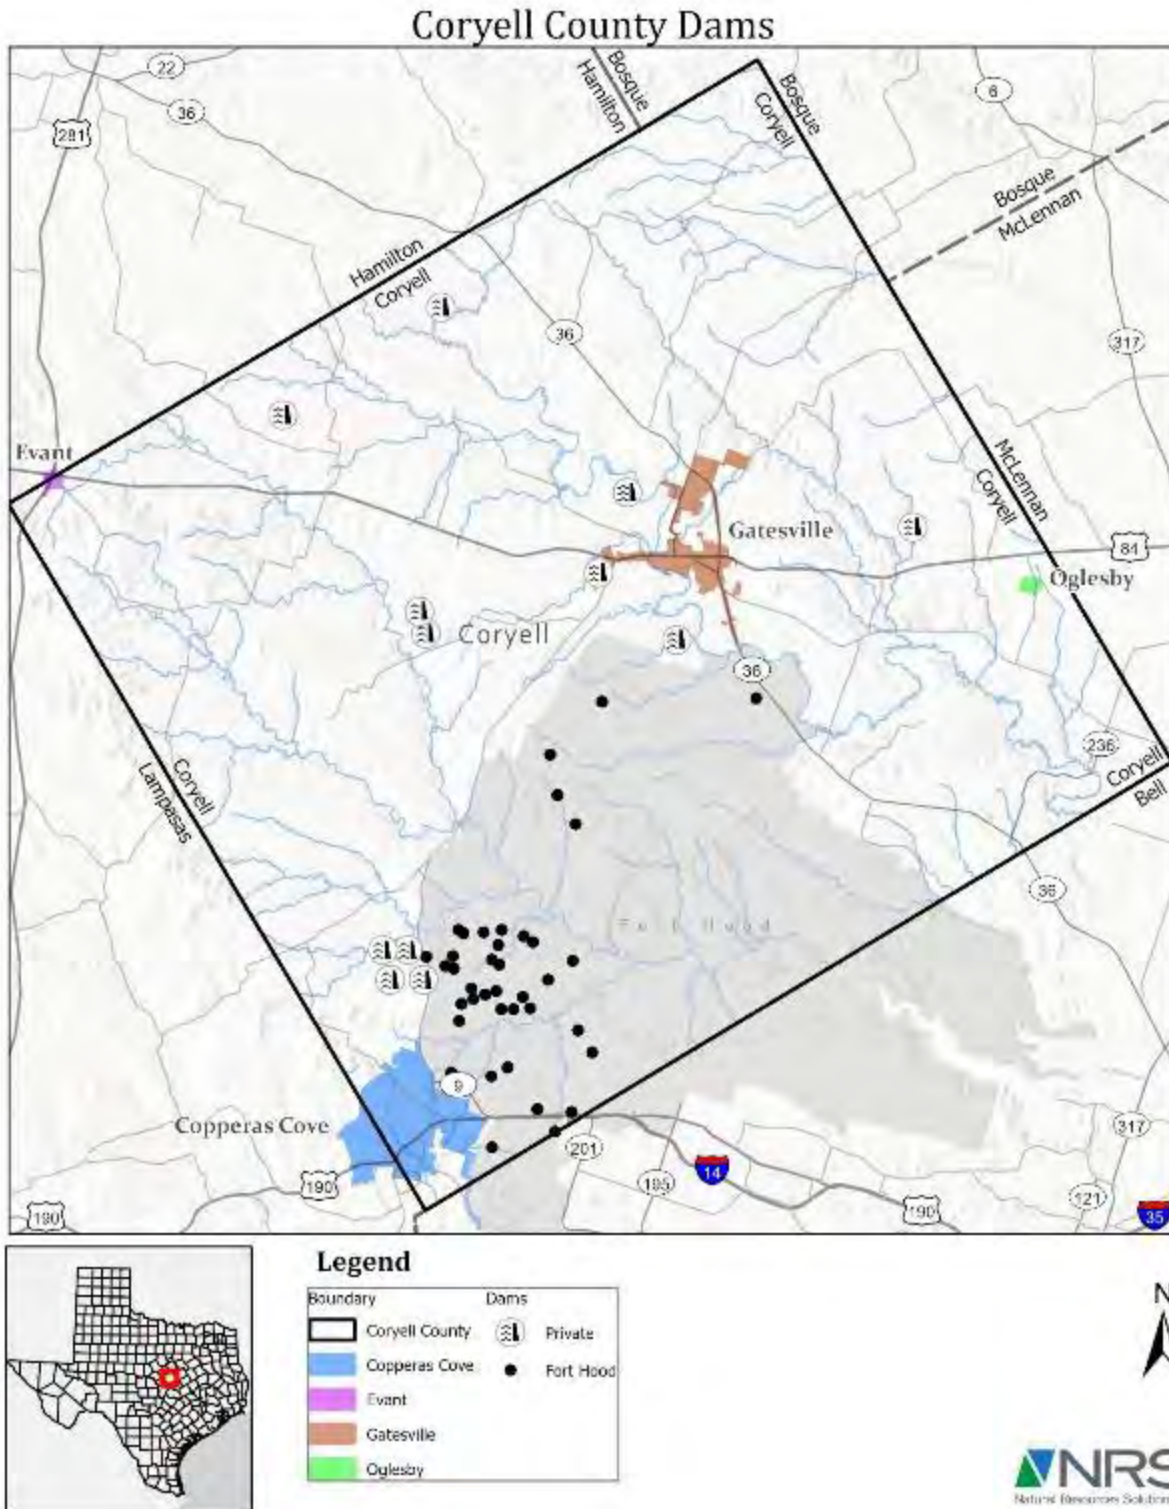 Coryell County Dams
22
36
281
Bosque
Hamilton
Bosque
Coryell
6
Bosque
McLennan
Hamilton
Coryell
36
317
Evant
McLennan
Coryell
Gatesville
84
Oglesby
Coryell
36
236
Coryell
Bell
Coryell
Lampasas
36
Fort Hood
9
Copperas Cove
317
201
190
14
195
190
121
190
35
Legend
Boundary
Dams
Coryell County
Private
Copperas Cove
Fort Hood
Evant
Gatesville
Oglesby
N
NRS
Natural Resources Solution